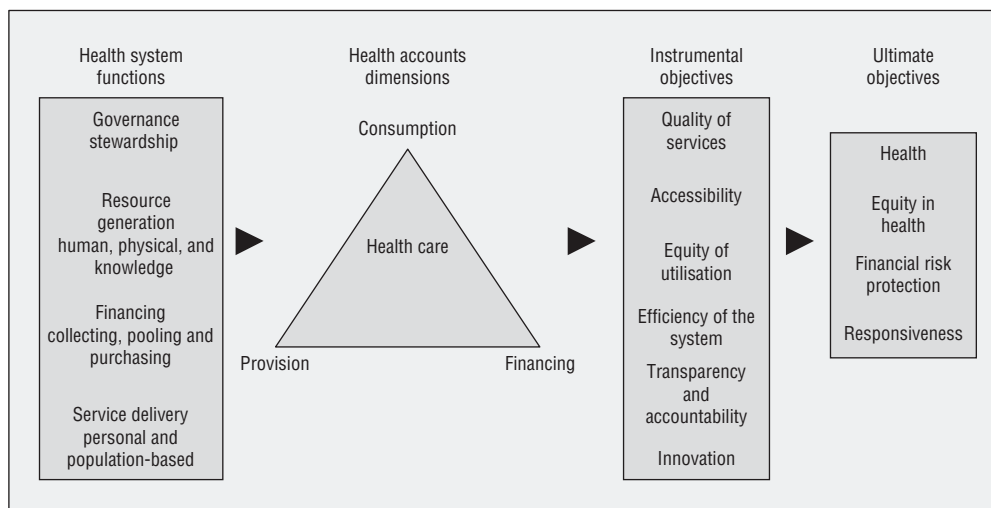 Health system
functions
Governance
stewardship
Resource
generation
human, physical, and
knowledge
Financing
collecting, pooling and
purchasing
Service delivery
personal and
population-based
Health accounts
dimensions
Consumption
Health care
Provision
Financing
Instrumental
objectives
Quality of
services
Accessibility
Equity of
utilisation
Efficiency of the
system
Transparency
and
accountability
Innovation
Ultimate
objectives
Health
Equity in
health
Financial risk
protection
Responsiveness